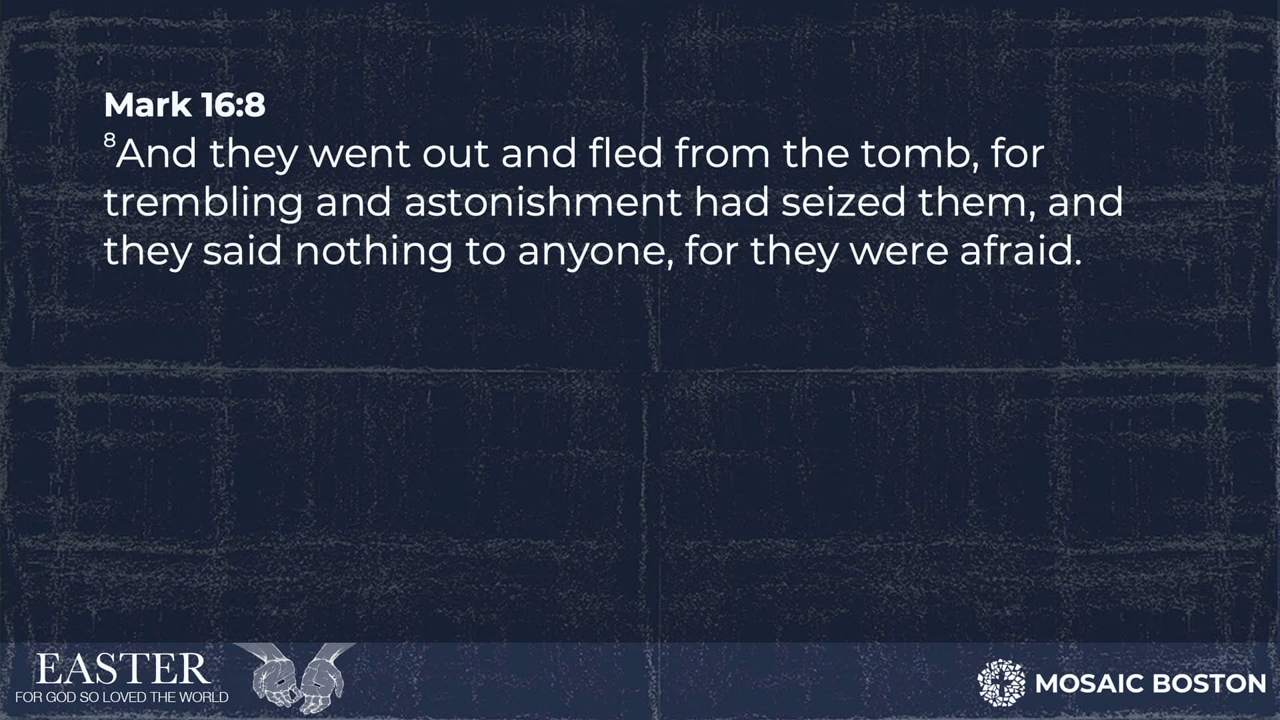 Mark 16:8
8And they went out and fled from the tomb, for
trembling and astonishment had seized them, and
they said nothing to anyone, for they were afraid.
EASTER
FOR GOD SO LOVED THE WORLD
MOSAIC BOSTON